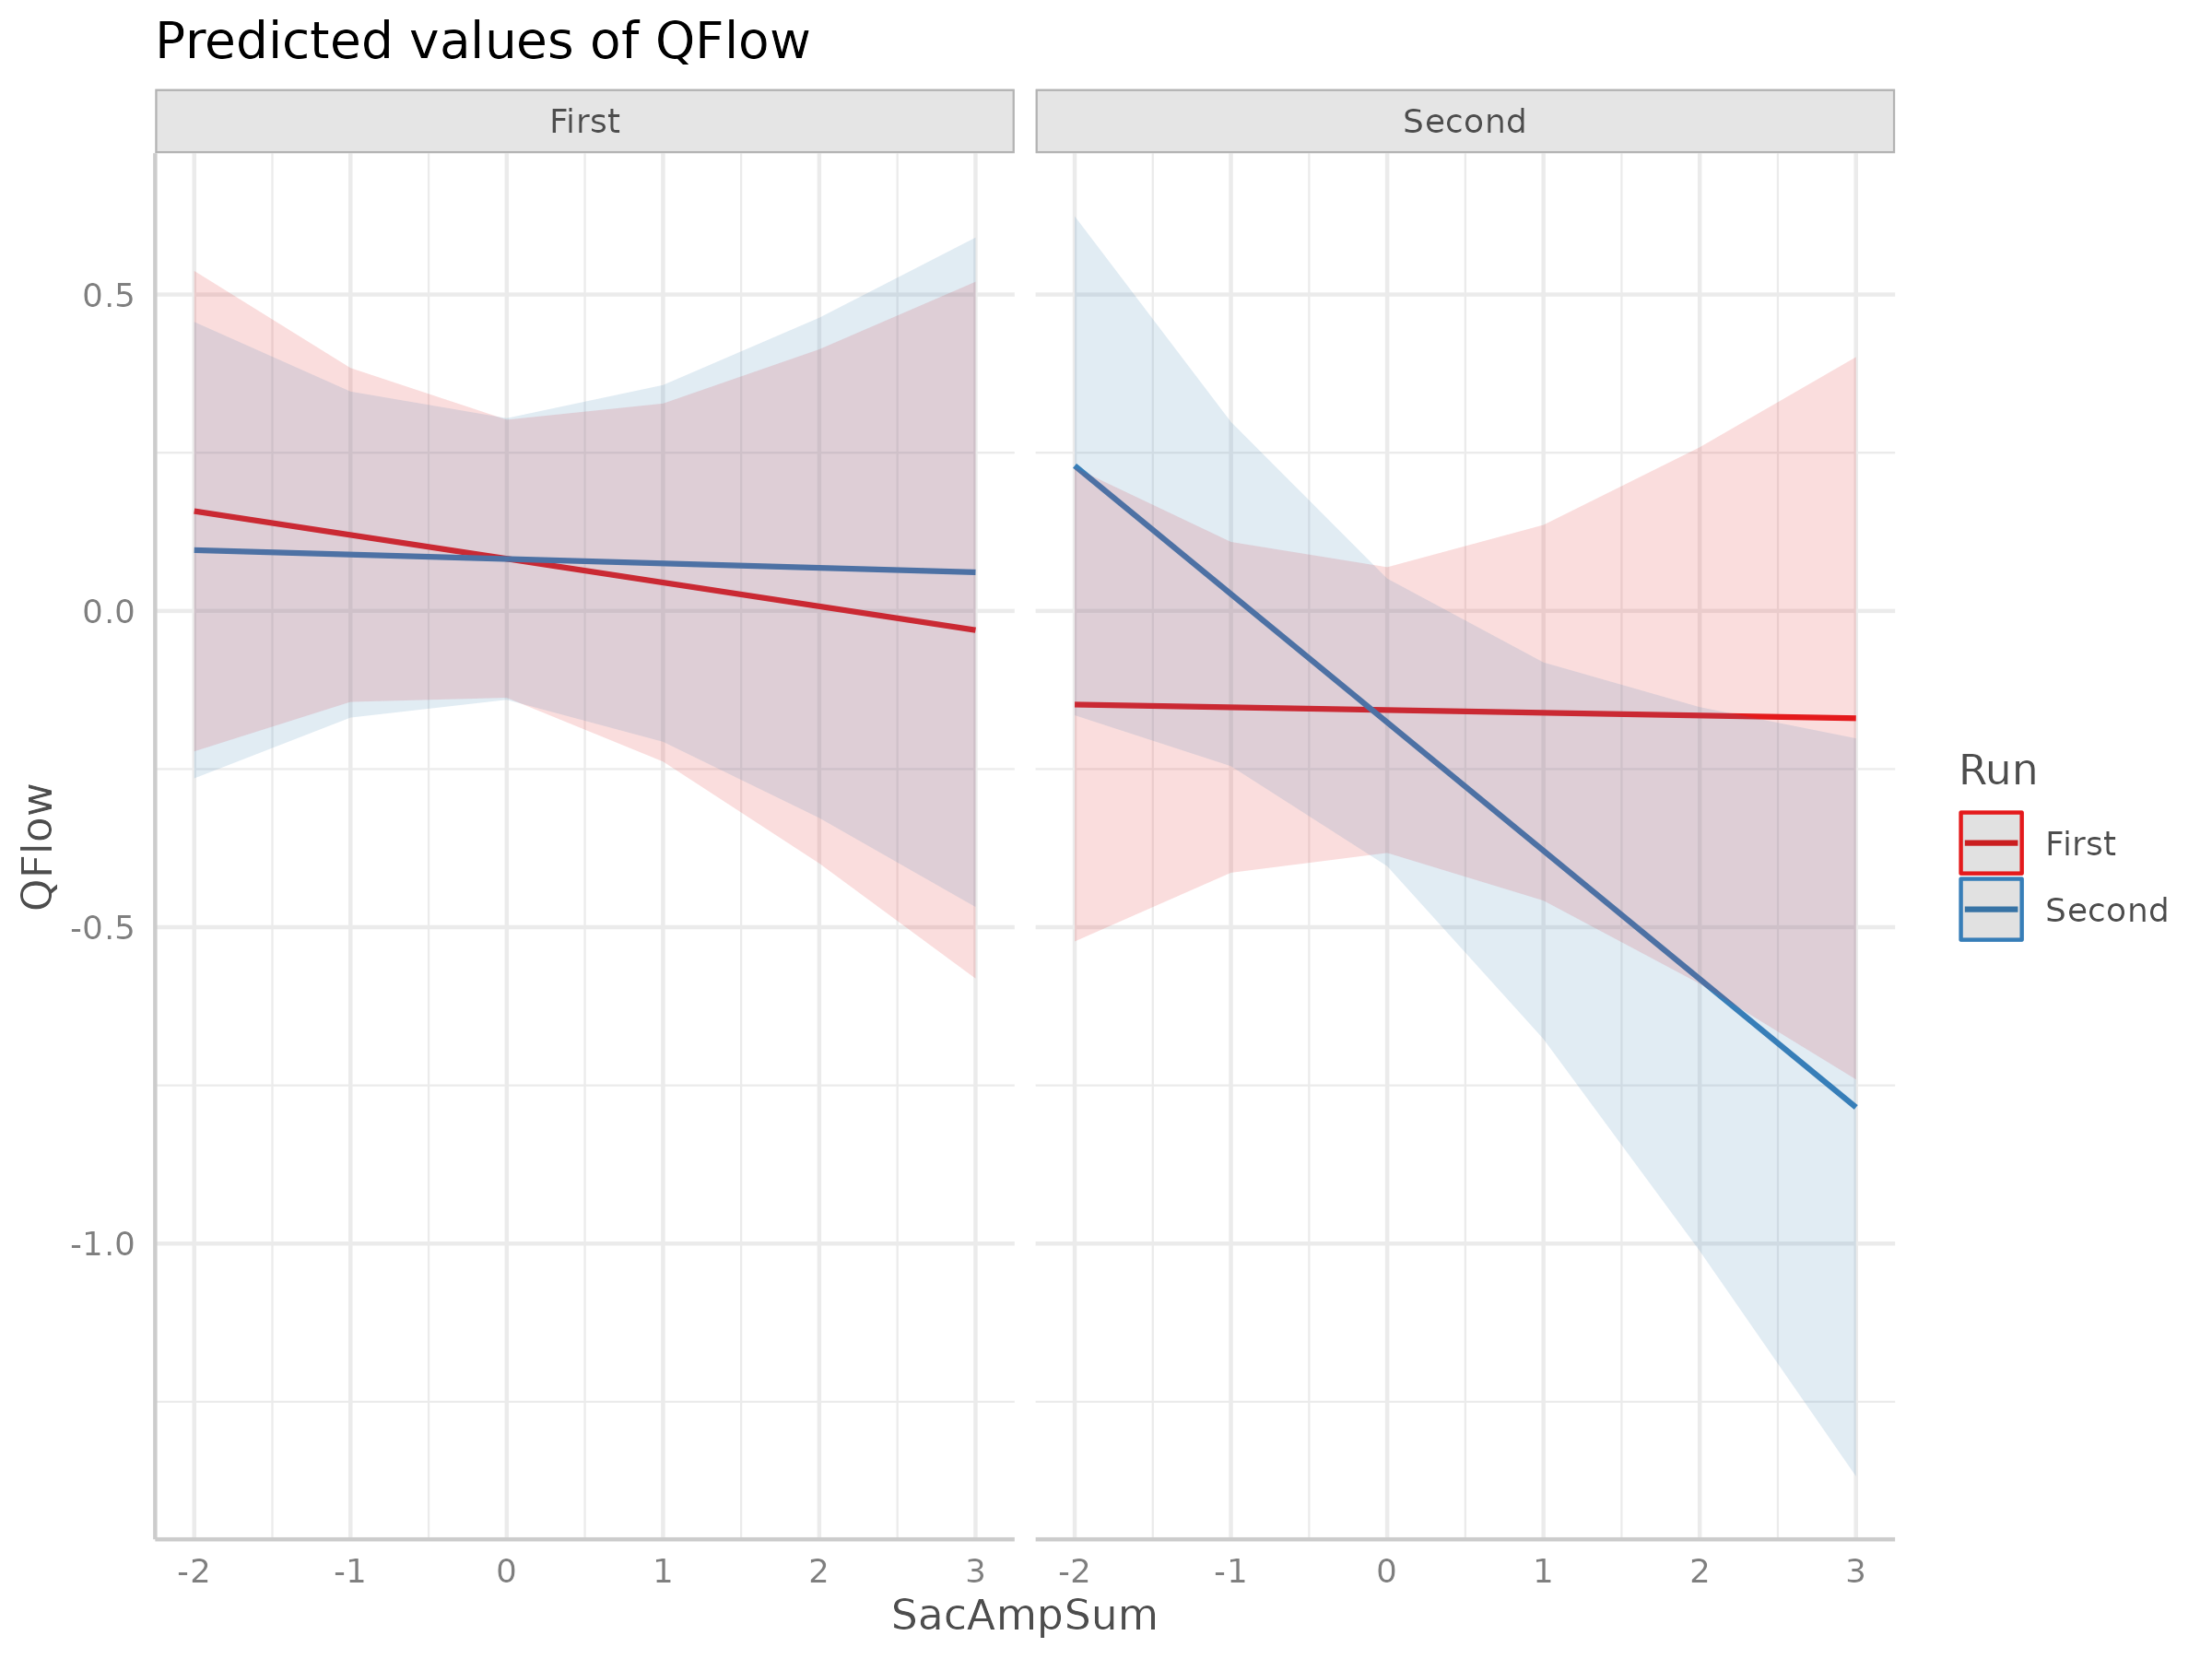 Predicted values of QFlow
First
Second
0.5
0.0
-0.5
-1.0
QFlow
-2 -1 0 1 2 3
-2 -1 0 1 2 3
SacAmpSum
Run
First
Second